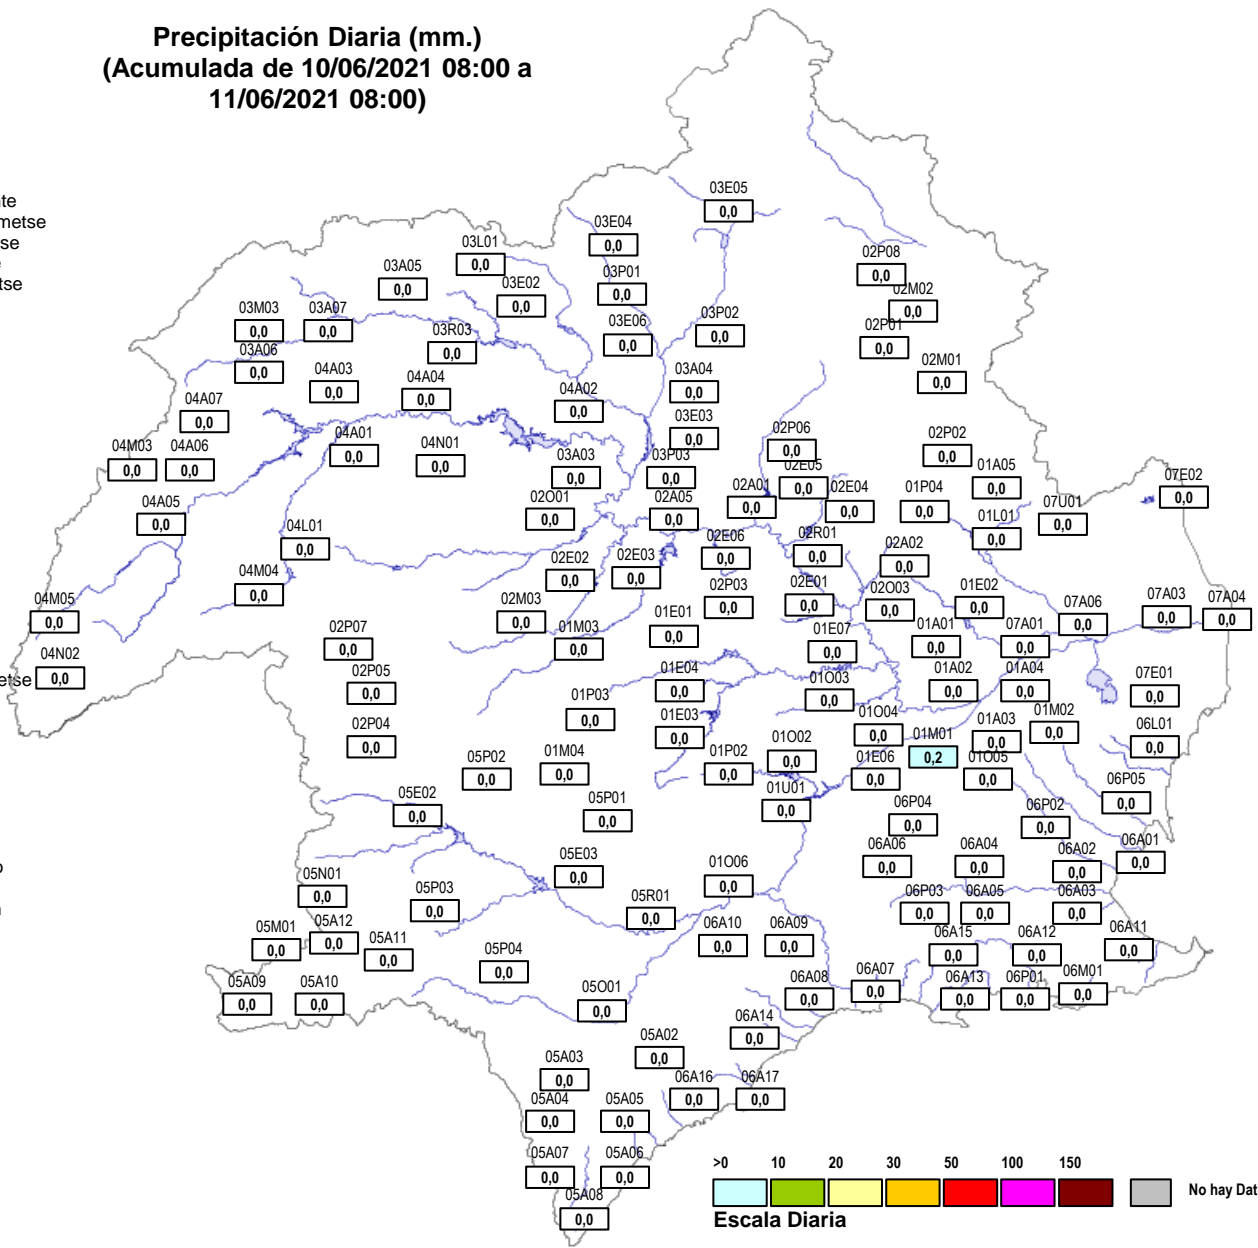 Precipitación Diaria (mm.)
(Acumulada de 10/06/2021 08:00 a
11/06/2021 08:00)
03E05
0,0
03E04
0,0
03L01
0,0
02P08
0,0
03A05
0,0
03P01
0,0
03E02
0,0
02M02
0,0
03M03
0,0
03A07
0,0
03P02
0,0
03E06
0,0
03R03
0,0
02P01
0,0
03A06
0,0
02M01
0,0
04A03
0,0
04A04
0,0
03A04
0,0
04A02
0,0
04A07
0,0
03E03
0,0
02P06
0,0
04A01
0,0
04M03
0,0
04A06
0,0
04N01
0,0
02P02
0,0
03A03
0,0
03P03
0,0
02E05
0,0
01A05
0,0
07E02
0,0
02A01
0,0
02E04
0,0
01P04
0,0
04A05
0,0
02O01
0,0
02A05
0,0
07U01
0,0
01L01
0,0
04L01
0,0
02E06
0,0
02R01
0,0
02A02
0,0
02E02
0,0
02E03
0,0
04M04
0,0
02P03
0,0
02E01
0,0
02O03
0,0
01E02
0,0
07A03
0,0
07A04
0,0
04M05
0,0
02M03
0,0
01E01
0,0
07A06
0,0
02P07
0,0
01M03
0,0
01E07
0,0
01A01
0,0
07A01
0,0
04N02
0,0
02P05
0,0
01E04
0,0
01O03
0,0
01A02
0,0
01A04
0,0
07E01
0,0
01P03
0,0
01E03
0,0
01O04
0,0
01A03
0,0
01M02
0,0
06L01
0,0
02P04
0,0
01M01
0,2
05P02
0,0
01M04
0,0
01P02
0,0
01O02
0,0
01E06
0,0
01O05
0,0
05E02
0,0
05P01
0,0
01U01
0,0
06P04
0,0
06P02
0,0
06P05
0,0
05E03
0,0
01O06
0,0
06A06
0,0
06A04
0,0
06A02
0,0
06A01
0,0
05N01
0,0
05P03
0,0
05R01
0,0
06P03
0,0
06A05
0,0
06A03
0,0
05M01
0,0
05A12
0,0
05A11
0,0
06A10
0,0
06A09
0,0
06A15
0,0
06A12
0,0
06A11
0,0
05P04
0,0
05A09
0,0
05A10
0,0
05O01
0,0
06A08
0,0
06A07
0,0
06A13
0,0
06P01
0,0
06M01
0,0
06A14
0,0
05A02
0,0
05A03
0,0
06A16
0,0
06A17
0,0
05A04
0,0
05A05
0,0
05A07
0,0
05A06
0,0
05A08
0,0
>0 10 20 30 50 100 150
No hay Dat
Escala Diaria